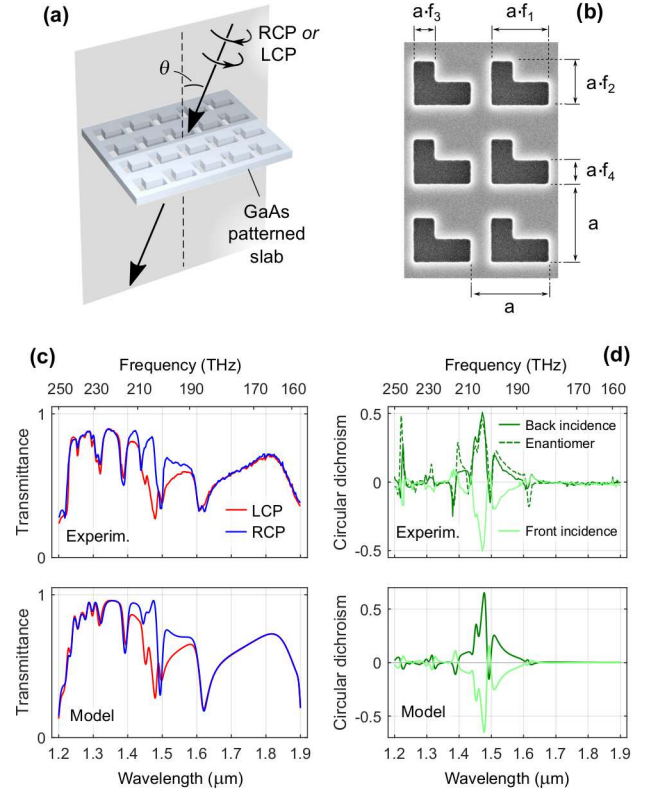 (a)
RCP or
LCP
θ
GaAs
patterned
slab
(b)
a·f3
a·f1
a·f2
a·f4
a
a
(c)
Frequency (THz)
250 230 210 190 170 160
Transmittance
1
0
LCP
RCP
Experim.
Transmittance
1
0
Model
1.2 1.3 1.4 1.5 1.6 1.7 1.8 1.9
Wavelength (μm)
(d)
Frequency (THz)
250 230 210 190 170 160
Circular dichroism
0.5
0
-0.5
Back incidence
Enantiomer
Front incidence
Experim.
Circular dichroism
0.5
0
-0.5
Model
1.2 1.3 1.4 1.5 1.6 1.7 1.8 1.9
Wavelength (μm)